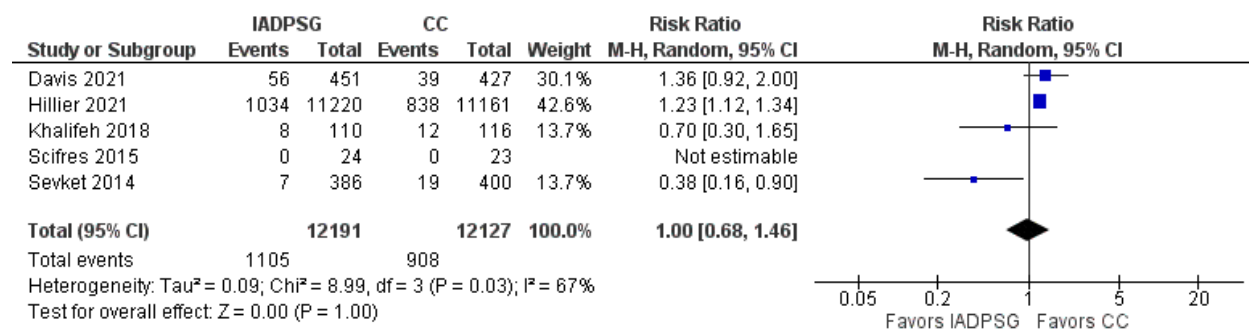 IADPSG CC Risk Ratio Risk Ratio
Study or Subgroup Events Total Events Total Weight M-H, Random, 95% CI M-H, Random, 95% CI
Davis 2021 56 451 39 427 30.1% 1.36 [0.92, 2.00]
Hillier 2021 1034 11220 838 11161 42.6% 1.23 [1.12, 1.34]
Khalifeh 2018 8 110 12 116 13.7% 0.70 [0.30, 1.65]
Scifres 2015 0 24 0 23 Not estimable
Sevket 2014 7 386 19 400 13.7% 0.38 [0.16, 0.90]
Total (95% CI) 12191 12127 100.0% 1.00 [0.68, 1.46]
Total events 1105 908
Heterogeneity: Tau² = 0.09; Chi² = 8.99, df = 3 (P = 0.03); I² = 67%
Test for overall effect: Z = 0.00 (P = 1.00)
0.05 0.2 1 5 20
Favors IADPSG Favors CC